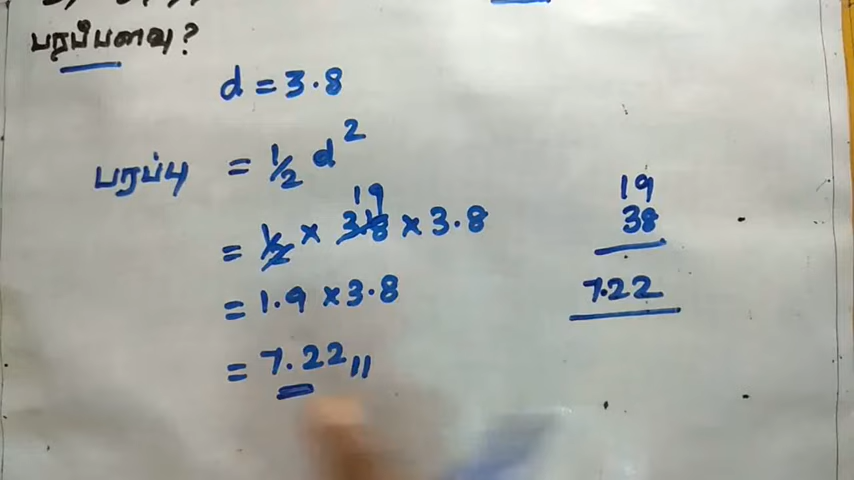 பரப்பளவு?
d = 3.8
பரப்பு = 1/2 d²
= 1/2 × 3.8 × 3.8
19
= 1.9 × 3.8
= 7.22 ,,
19
38
7.22